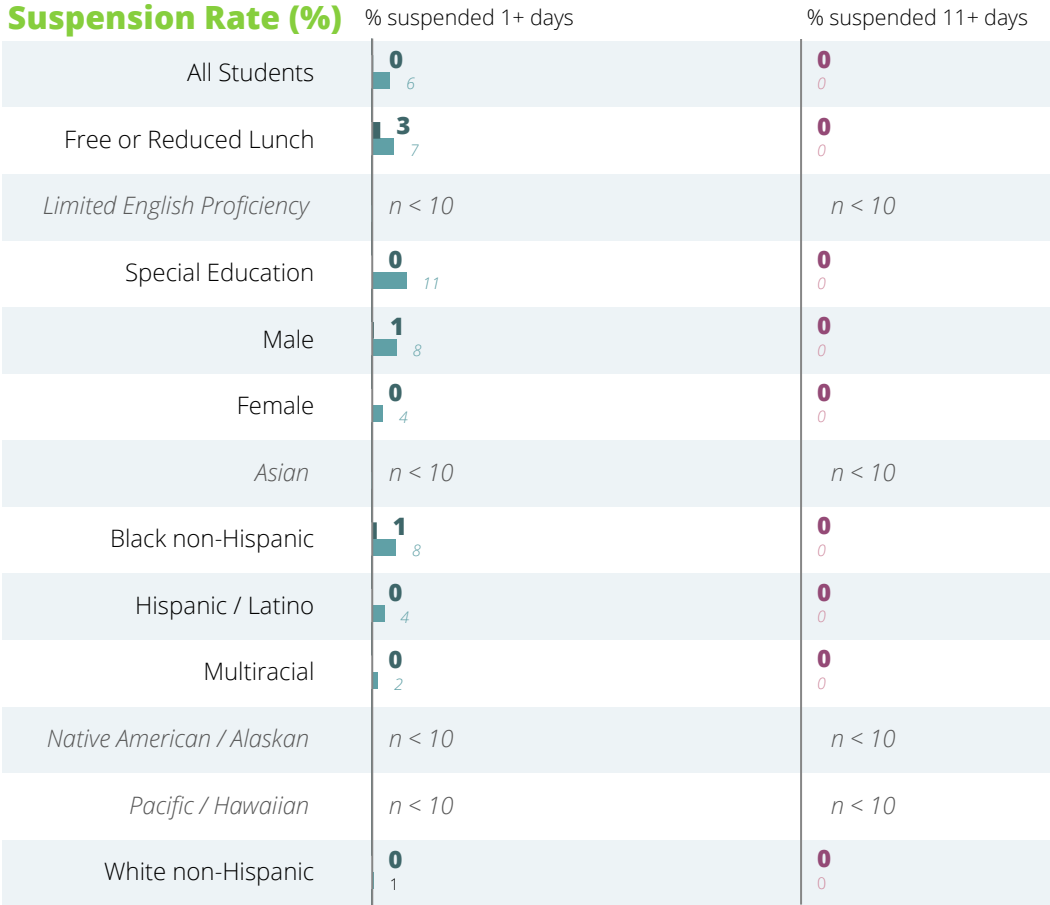 Suspension Rate (%) % suspended 1+ days % suspended 11+ days
All Students 0 0
6 0
Free or Reduced Lunch 3 0
7 0
Limited English Proficiency n < 10 n < 10
Special Education 0 0
11 0
Male 1 0
8 0
Female 0 0
4 0
Asian n < 10 n < 10
Black non-Hispanic 1 0
8 0
Hispanic / Latino 0 0
4 0
Multiracial 0 0
2 0
Native American / Alaskan n < 10 n < 10
Pacific / Hawaiian n < 10 n < 10
White non-Hispanic 0 0
1 0